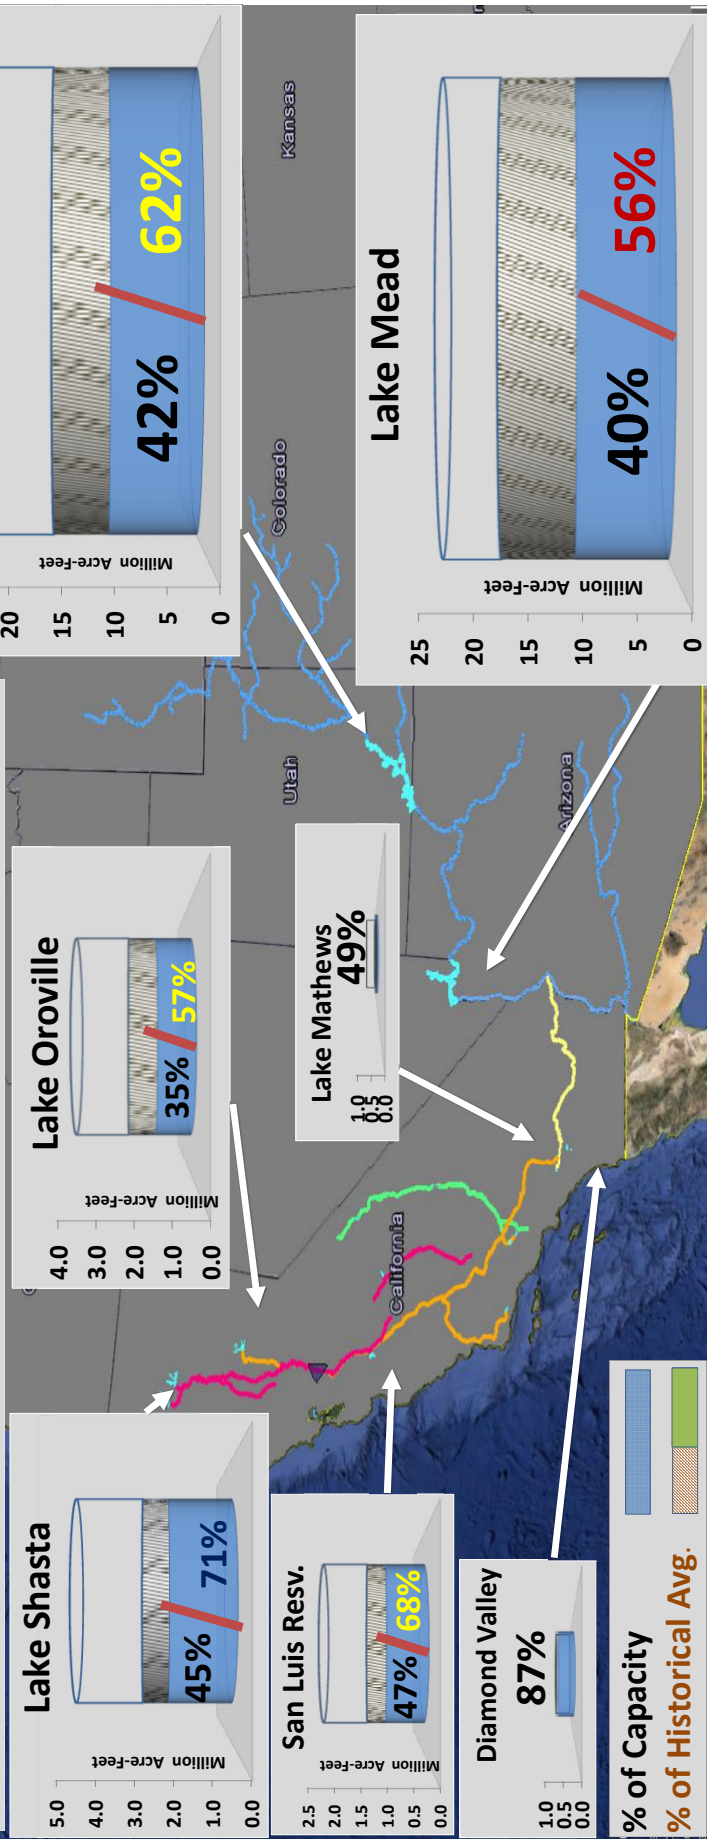 Lake Shasta
5.0
4.0
3.0
2.0
1.0
0.0
Million Acre-Feet
45%
71%
San Luis Resv.
2.5
2.0
1.5
1.0
0.5
0.0
Million Acre-Feet
47%
68%
Diamond Valley
1.0
0.5
0.0
87%
% of Capacity
% of Historical Avg.
Lake Oroville
4.0
3.0
2.0
1.0
0.0
Million Acre-Feet
35%
57%
California
Lake Mathews
1.0
0.5
0.0
49%
Utah
Arizona
20
15
10
5
0
Million Acre-Feet
42%
62%
Colorado
Kansas
Lake Mead
25
20
15
10
5
0
Million Acre-Feet
40%
56%